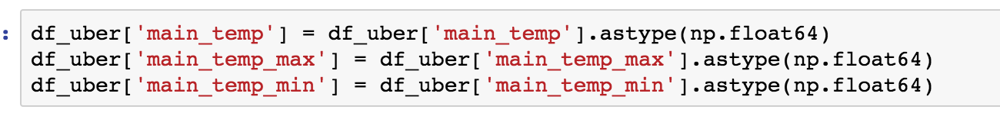 : df_uber['main_temp'] = df_uber['main_temp'].astype(np.float64)
df_uber['main_temp_max'] = df_uber['main_temp_max'].astype(np.float64)
df_uber['main_temp_min'] = df_uber['main_temp_min'].astype(np.float64)